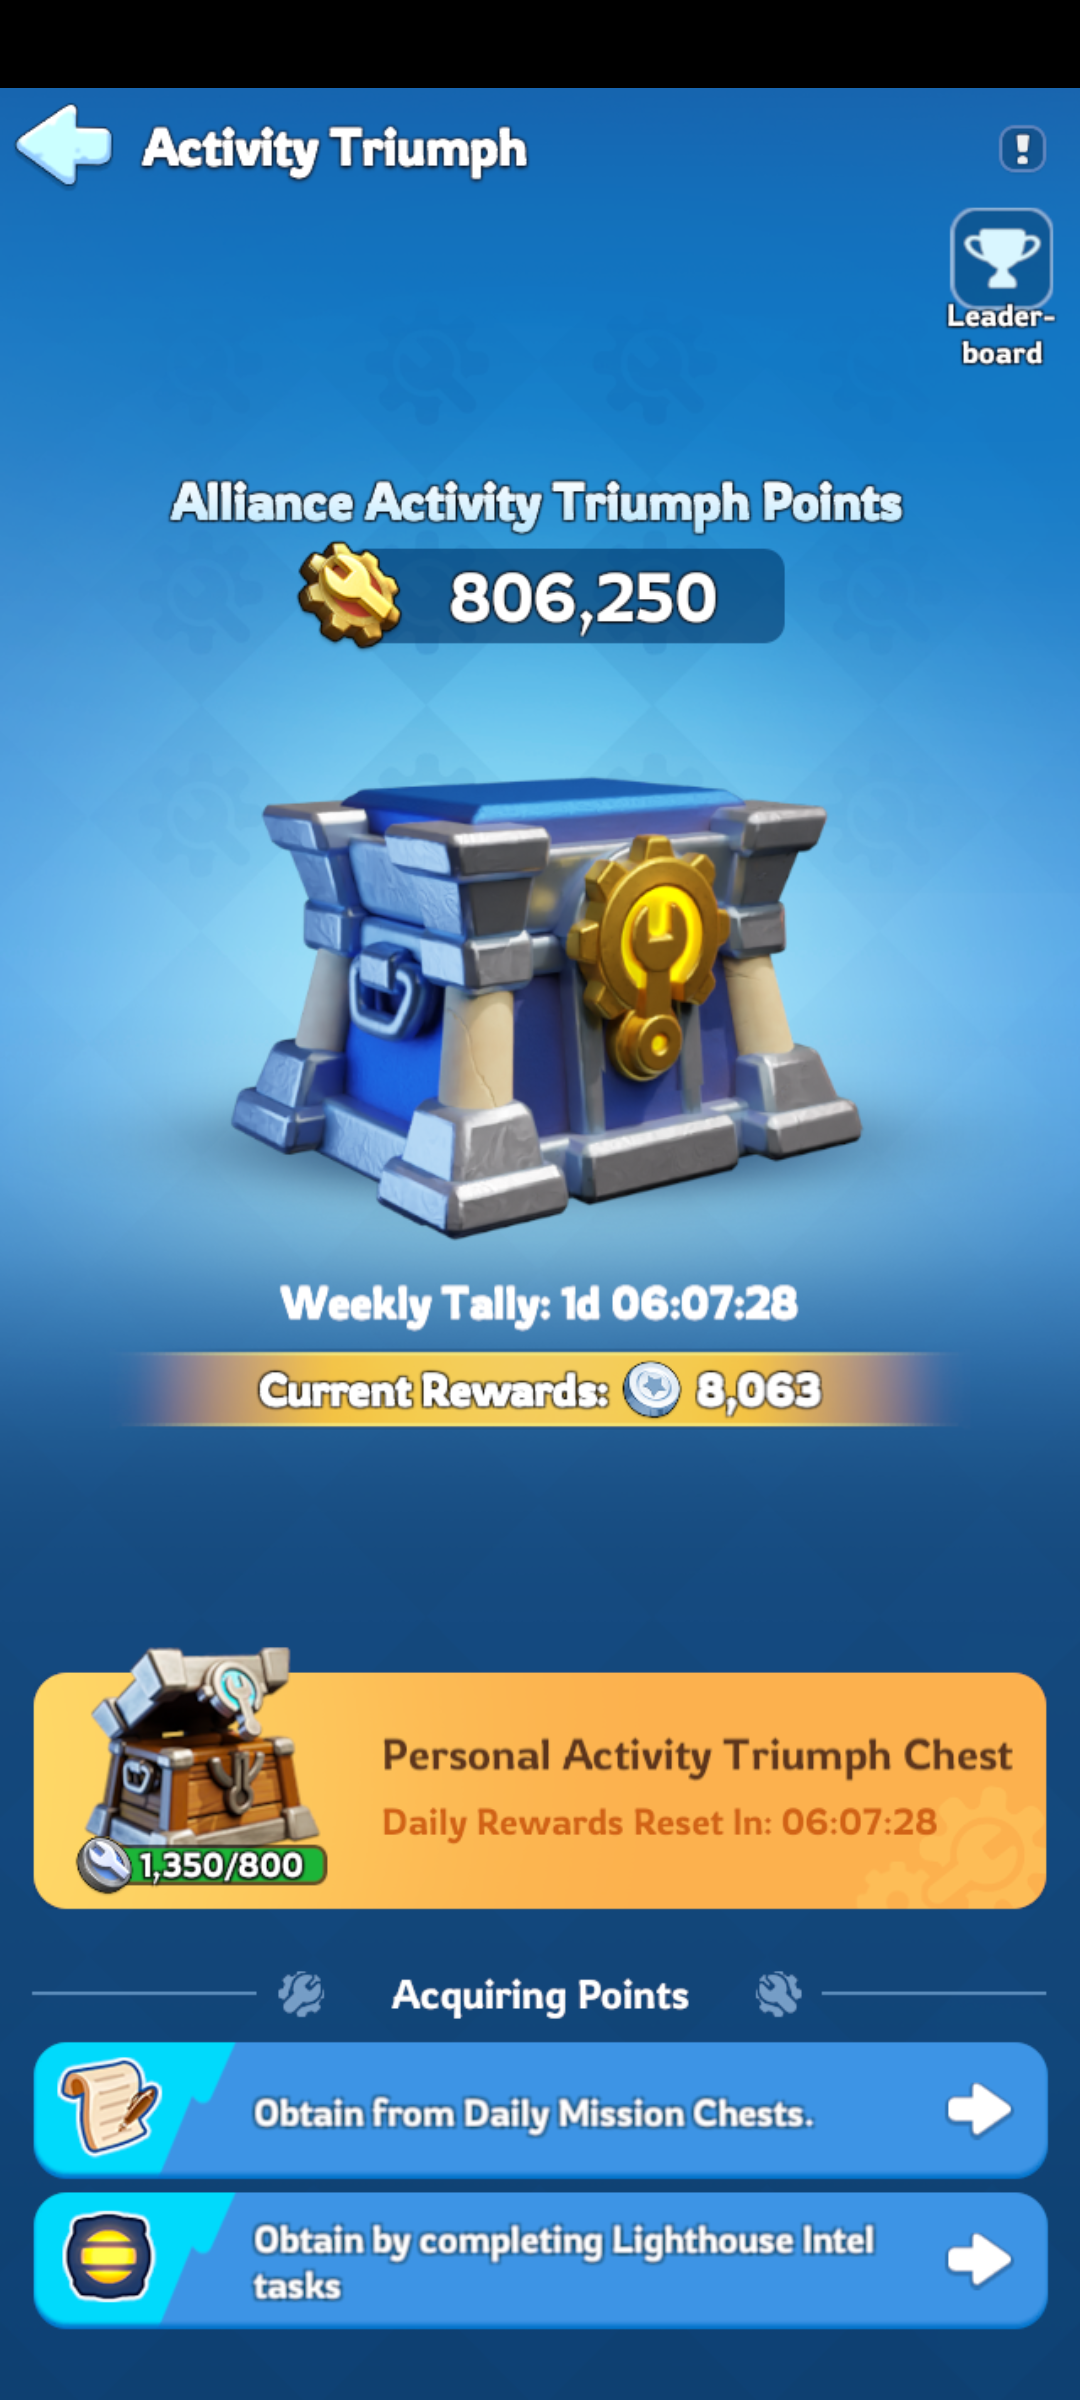 Activity Triumph
!
Leader-
board
Alliance Activity Triumph Points
806,250
Weekly Tally: 1d 06:07:28
Current Rewards: 8,063
Personal Activity Triumph Chest
Daily Rewards Reset In: 06:07:28
1,350/800
Acquiring Points
Obtain from Daily Mission Chests.
Obtain by completing Lighthouse Intel
tasks